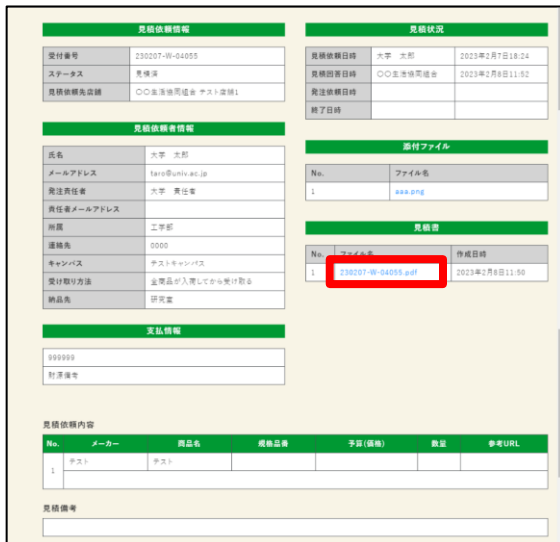 見積依頼情報
受付番号 230207-W-04055
ステータス 見積済
見積依頼先店舗 〇〇生活協同組合 テスト店舗1
見積依頼者情報
氏名 大学 太郎
メールアドレス taro@univ.ac.jp
発注責任者 大学 責任者
責任者メールアドレス
所属 工学部
連絡先 0000
キャンパス テストキャンパス
受け取り方法 全商品が入荷してから受け取る
納品先 研究室
支払情報
999999
財源備考
見積状況
見積依頼日時 大学 太郎 2023年2月7日18:24
見積回答日時 〇〇生活協同組合 2023年2月8日11:52
発注依頼日時
終了日時
添付ファイル
No. ファイル名
1 aaa.png
見積書
No. ファイル名 作成日時
1 230207-W-04055.pdf 2023年2月8日11:50
見積依頼内容
No. メーカー 商品名 規格品番 予算(価格) 数量 参考URL
1 テスト テスト
見積備考